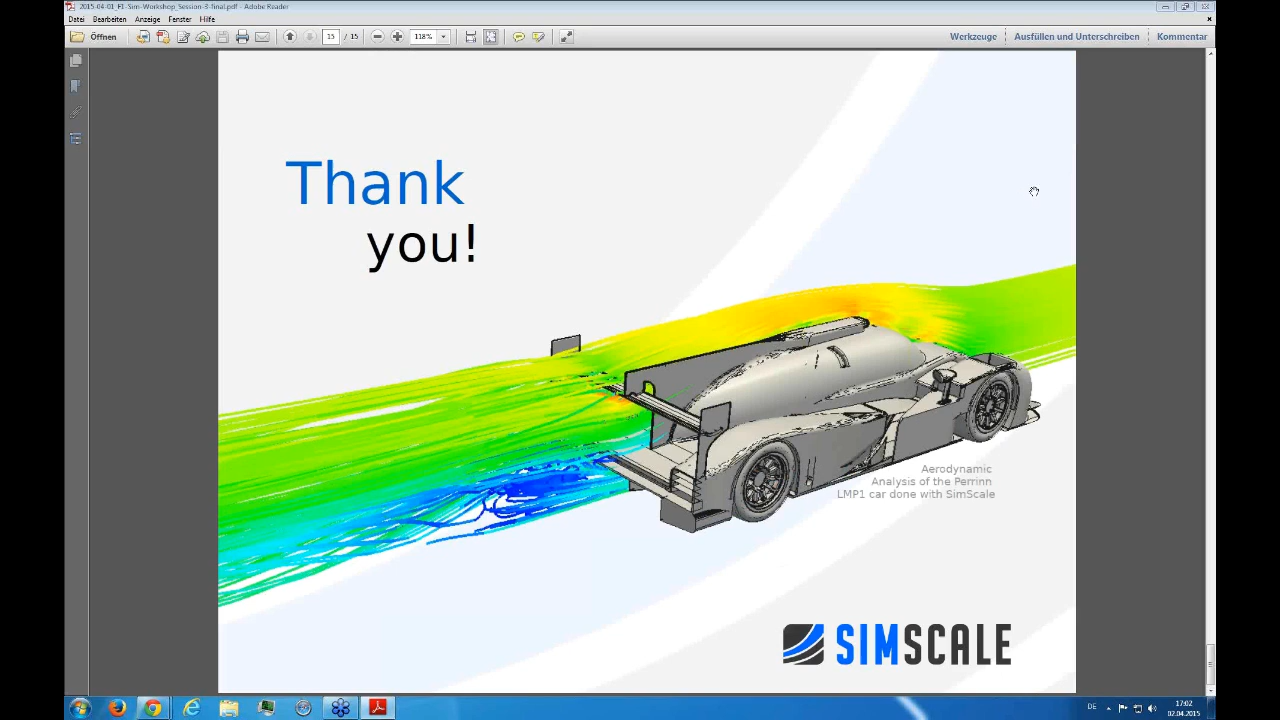 2015-04-01_F1-Sim-Workshop_Session-3-final.pdf - Adobe Reader
Datei Bearbeiten Anzeige Fenster Hilfe
Öffnen 15 / 15 118% Werkzeuge Ausfüllen und Unterschreiben Kommentar
Thank
you!
Aerodynamic
Analysis of the Perrinn
LMP1 car done with SimScale
SIMSCALE
DE 17:02
02.04.2015